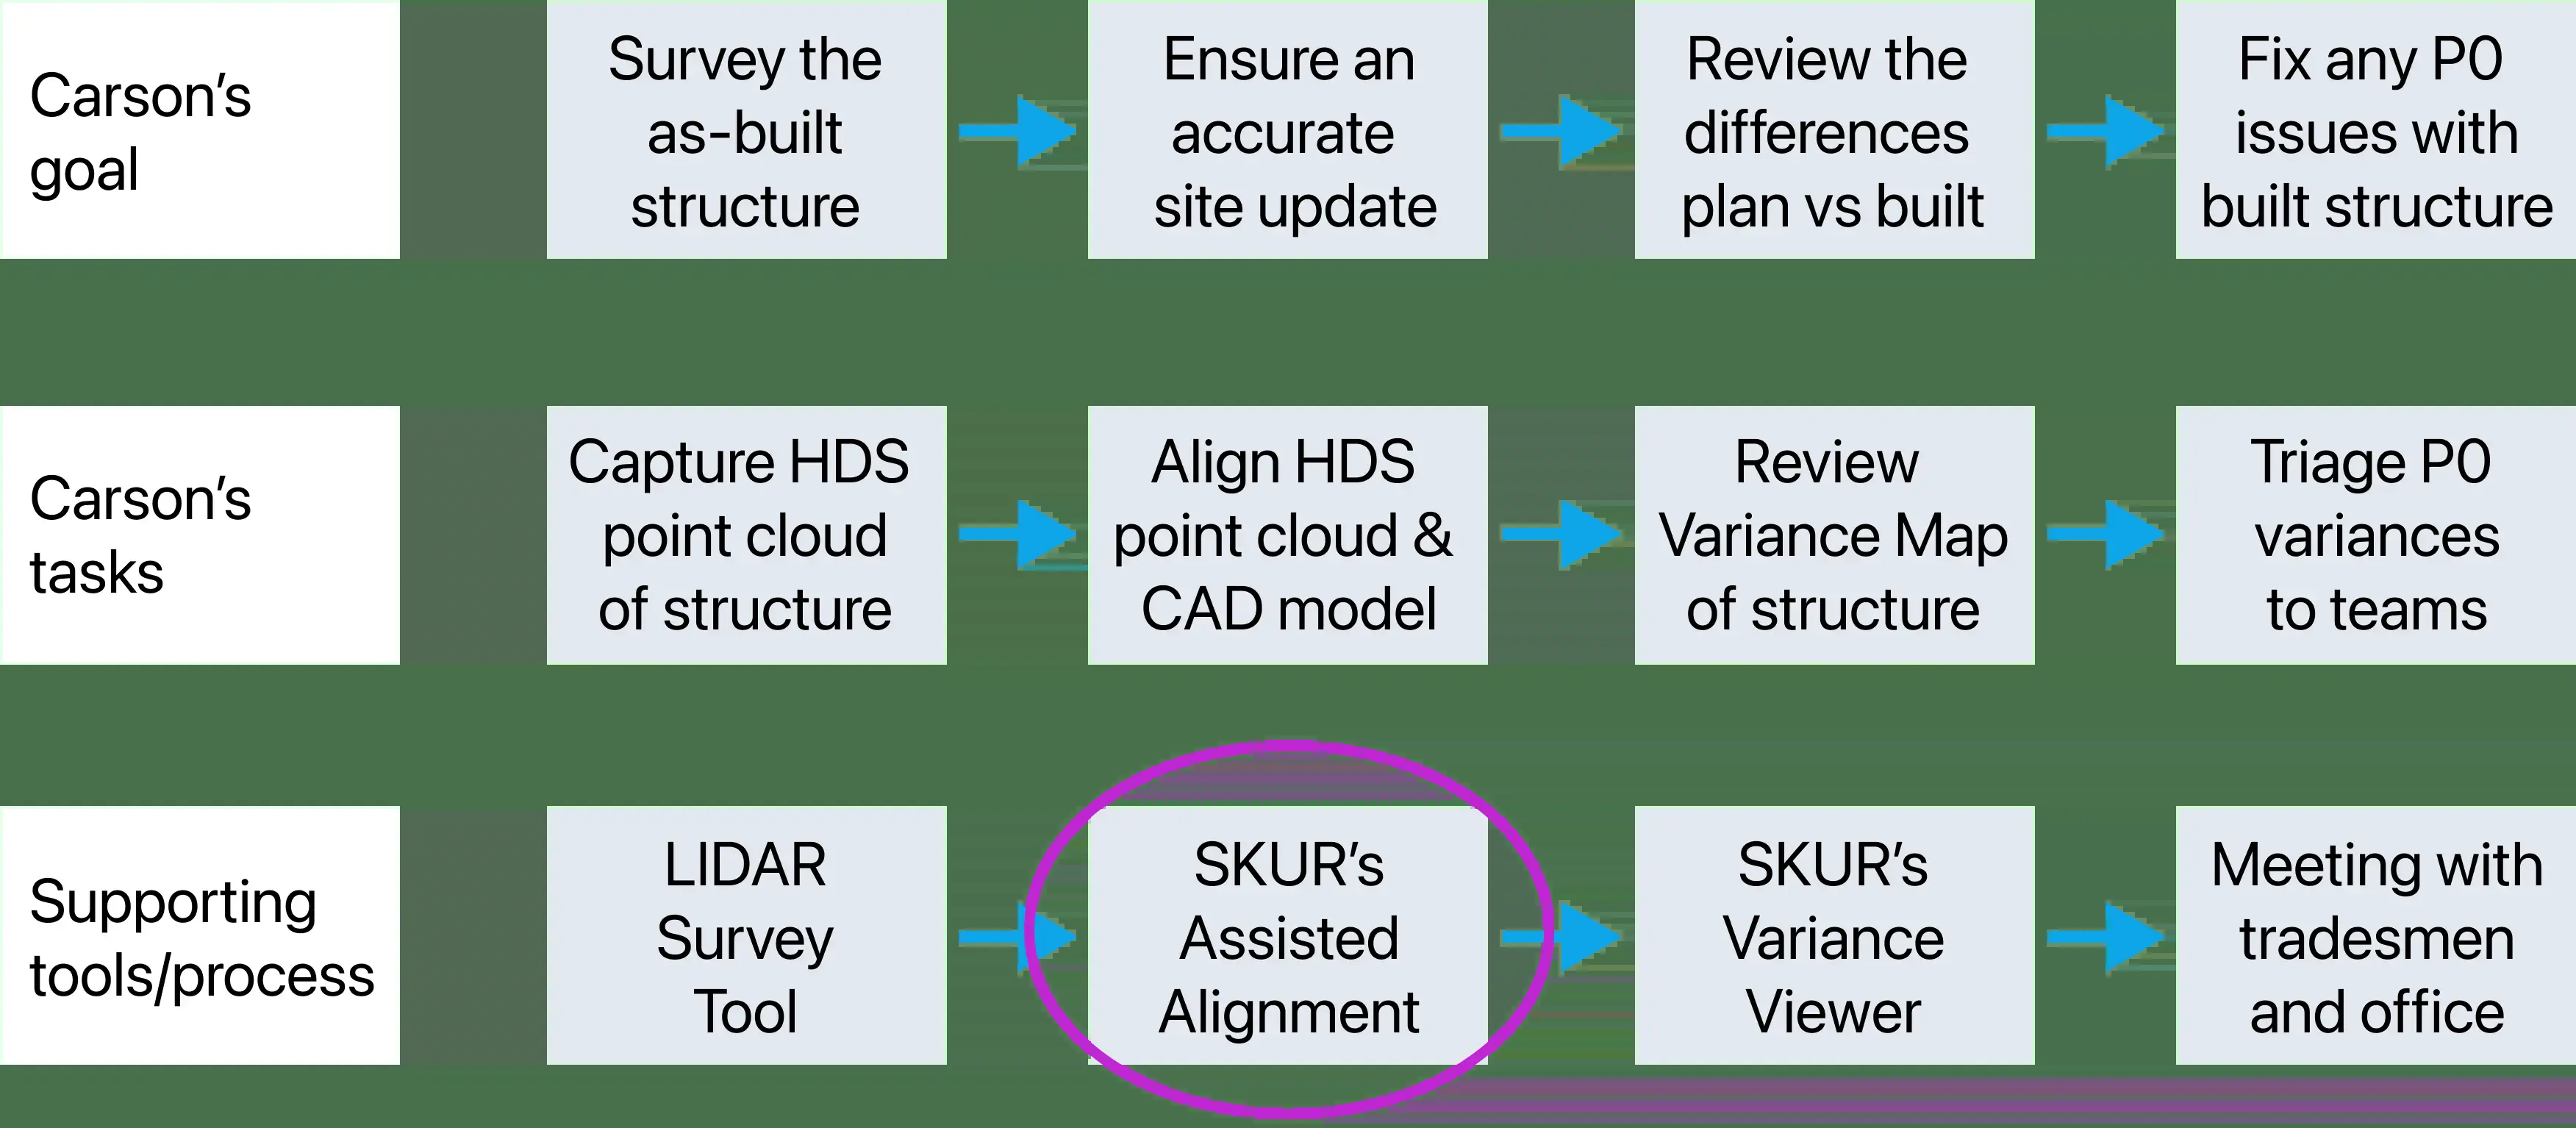 Carson’s
goal
Survey the
as-built
structure
Ensure an
accurate
site update
Review the
differences
plan vs built
Fix any P0
issues with
built structure
Carson’s
tasks
Capture HDS
point cloud
of structure
Align HDS
point cloud &
CAD model
Review
Variance Map
of structure
Triage P0
variances
to teams
Supporting
tools/process
LIDAR
Survey
Tool
SKUR’s
Assisted
Alignment
SKUR’s
Variance
Viewer
Meeting with
tradesmen
and office